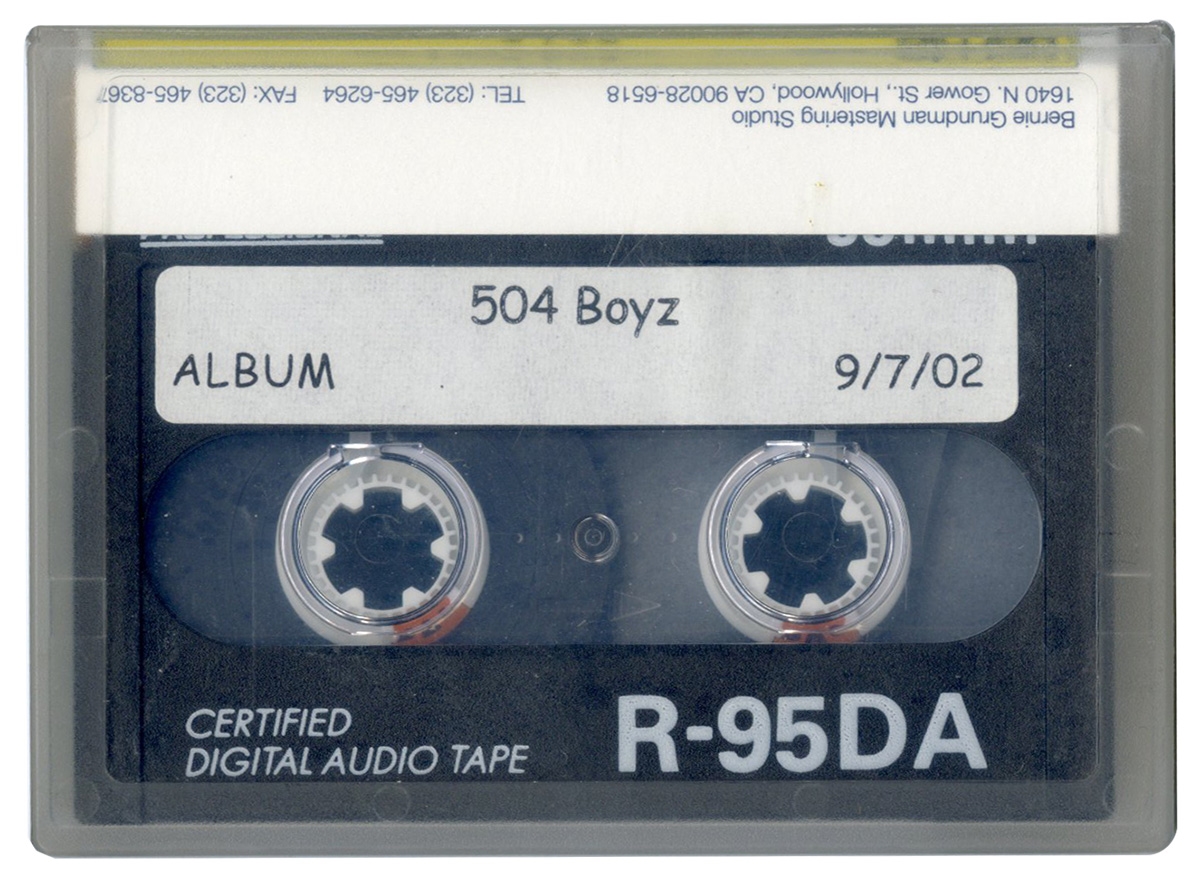 Bernie Grundman Mastering Studio
1640 N. Gower St., Hollywood, CA 90028-6518 TEL: (323) 465-6264 FAX: (323) 465-8367
504 Boyz
ALBUM 9/7/02
CERTIFIED
DIGITAL AUDIO TAPE
R-95DA